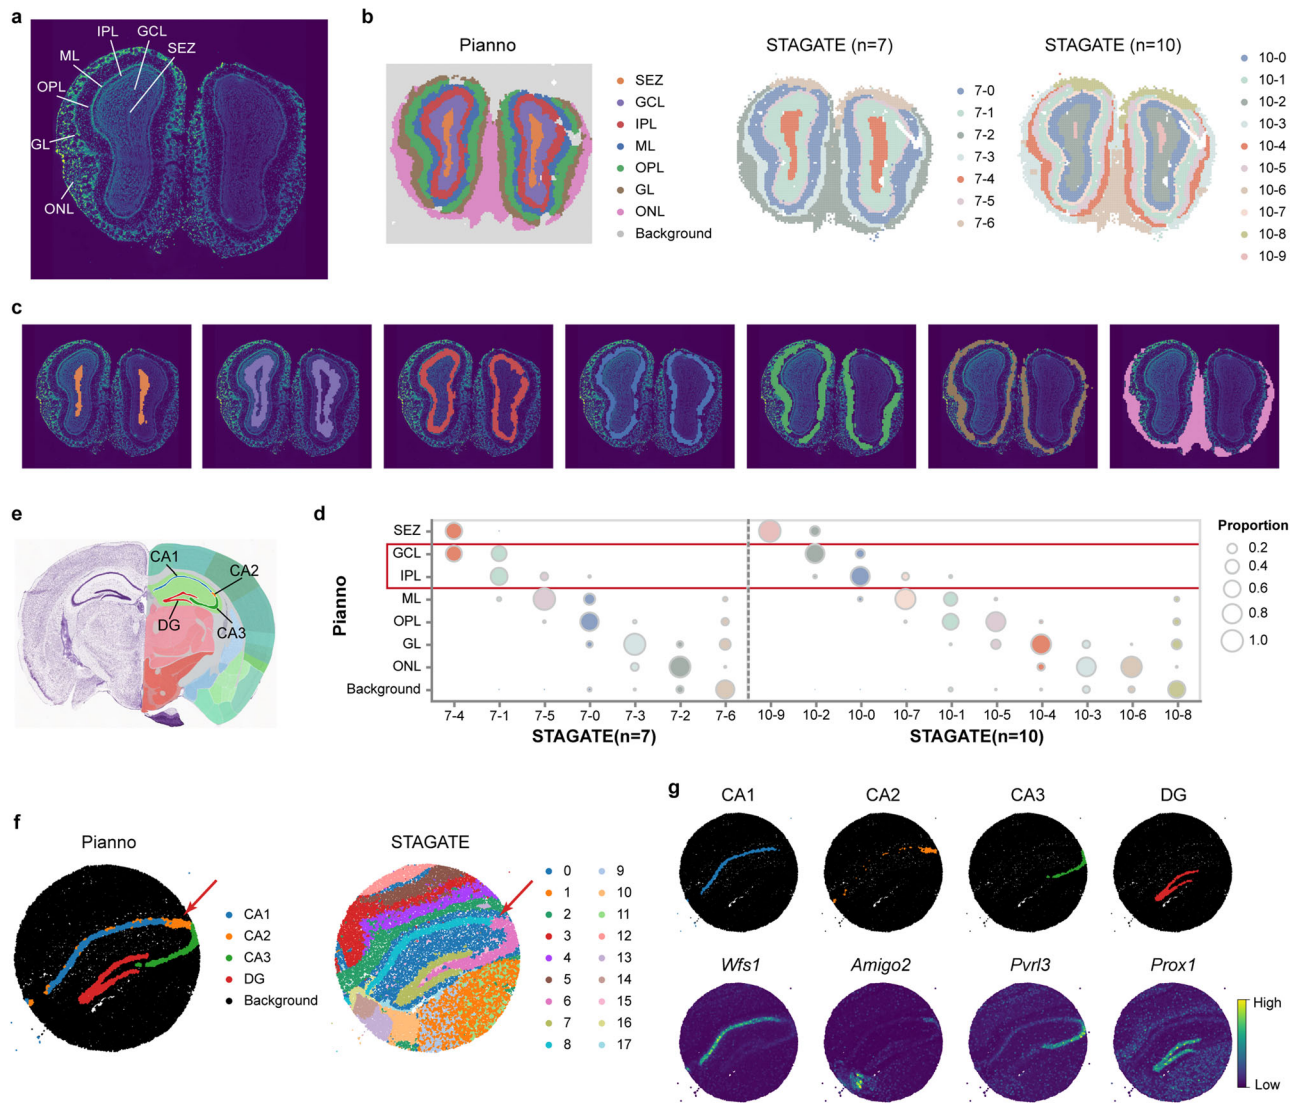 a
IPL
GCL
SEZ
ML
OPL
GL
ONL
b
Pianno
SEZ
GCL
IPL
ML
OPL
GL
ONL
Background
STAGATE (n=7)
7-0
7-1
7-2
7-3
7-4
7-5
7-6
STAGATE (n=10)
10-0
10-1
10-2
10-3
10-4
10-5
10-6
10-7
10-8
10-9
c
e
CA1
CA2
DG
CA3
d
Pianno
SEZ
GCL
IPL
ML
OPL
GL
ONL
Background
7-4 7-1 7-5 7-0 7-3 7-2 7-6 10-9 10-2 10-0 10-7 10-1 10-5 10-4 10-3 10-6 10-8
STAGATE(n=7) STAGATE(n=10)
Proportion
0.2
0.4
0.6
0.8
1.0
f
Pianno
CA1
CA2
CA3
DG
Background
STAGATE
0 9
1 10
2 11
3 12
4 13
5 14
6 15
7 16
8 17
g
CA1 CA2 CA3 DG
Wfs1 Amigo2 Pvrl3 Prox1
High
Low